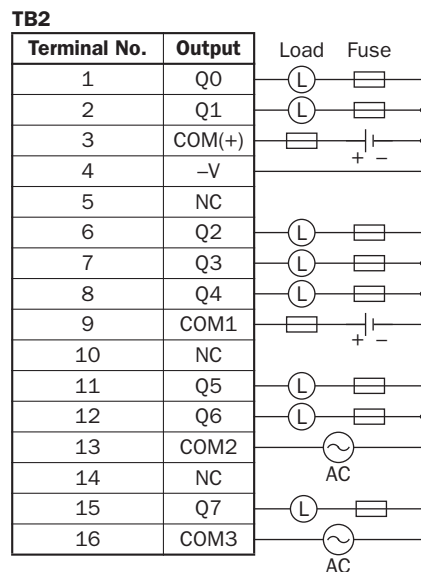 TB2
Terminal No. Output Load Fuse
1 Q0 L
2 Q1 L
3 COM(+) + –
4 –V
5 NC
6 Q2 L
7 Q3 L
8 Q4 L
9 COM1 + –
10 NC
11 Q5 L
12 Q6 L
13 COM2
AC
14 NC
15 Q7 L
16 COM3
AC